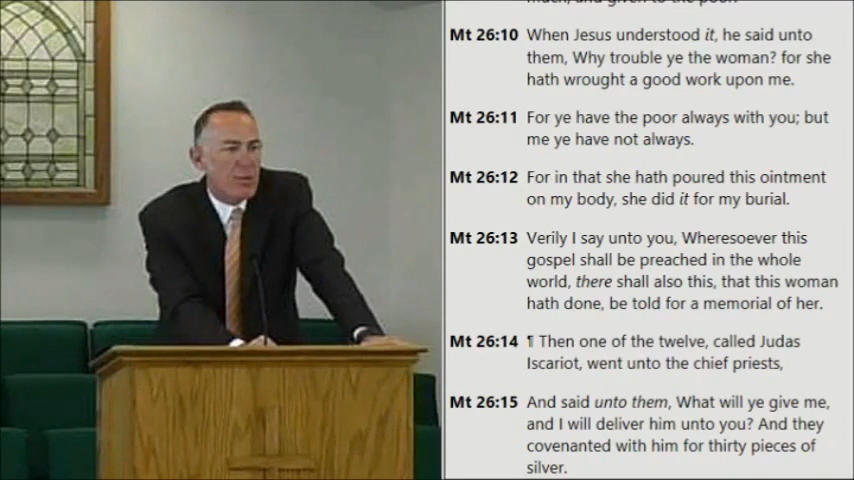 much, and given to the poor.
Mt 26:10 When Jesus understood it, he said unto
them, Why trouble ye the woman? for she
hath wrought a good work upon me.
Mt 26:11 For ye have the poor always with you; but
me ye have not always.
Mt 26:12 For in that she hath poured this ointment
on my body, she did it for my burial.
Mt 26:13 Verily I say unto you, Wheresoever this
gospel shall be preached in the whole
world, there shall also this, that this woman
hath done, be told for a memorial of her.
Mt 26:14 ¶ Then one of the twelve, called Judas
Iscariot, went unto the chief priests,
Mt 26:15 And said unto them, What will ye give me,
and I will deliver him unto you? And they
covenanted with him for thirty pieces of
silver.